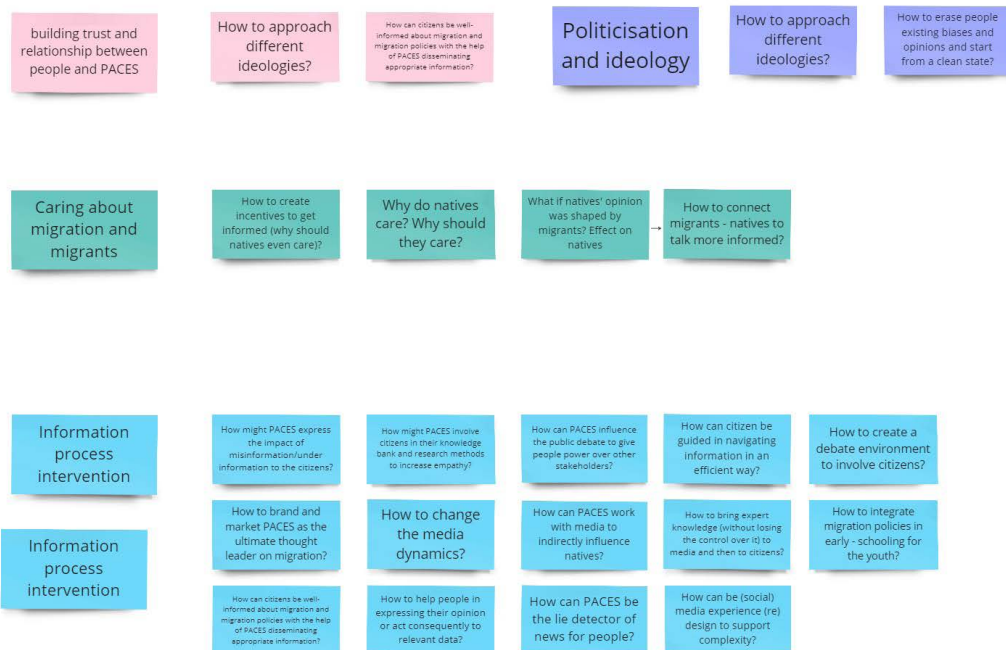 building trust and
relationship between
people and PACES
How to approach
different
ideologies?
How can citizens be well-
informed about migration and
migration policies with the help
of PACES disseminating
appropriate information?
Politicisation
and ideology
How to approach
different
ideologies?
How to erase people
existing biases and
opinions and start
from a clean state?
Caring about
migration and
migrants
How to create
incentives to get
informed (why should
natives even care)?
Why do natives
care? Why should
they care?
What if natives' opinion
was shaped by
migrants? Effect on
natives
→
How to connect
migrants - natives to
talk more informed?
Information
process
intervention
How might PACES express
the impact of
misinformation/under
information to the citizens?
How might PACES involve
citizens in their knowledge
bank and research methods
to increase empathy?
How can PACES influence
the public debate to give
people power over other
stakeholders?
How can citizen be
guided in navigating
information in an
efficient way?
How to create a
debate environment
to involve citizens?
Information
process
intervention
How to brand and
market PACES as the
ultimate thought
leader on migration?
How to change
the media
dynamics?
How can PACES work
with media to
indirectly influence
natives?
How to bring expert
knowledge (without losing
the control over it) to
media and then to citizens?
How to integrate
migration policies in
early - schooling for
the youth?
How can citizens be well-
informed about migration and
migration policies with the help
of PACES disseminating
appropriate information?
How to help people in
expressing their opinion
or act consequently to
relevant data?
How can PACES be
the lie detector of
news for people?
How can be (social)
media experience (re)
design to support
complexity?